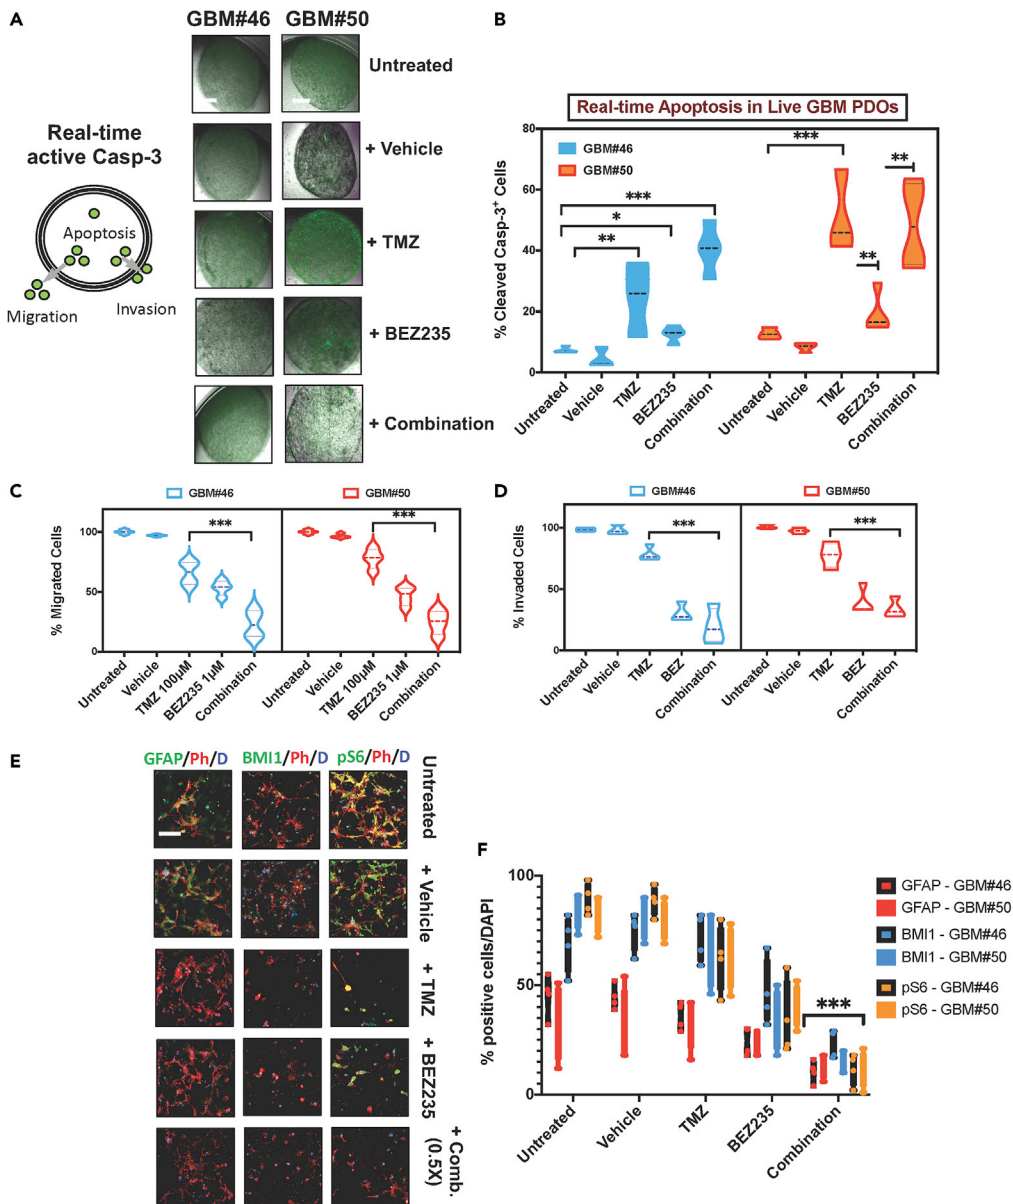 A
GBM#46 GBM#50
Untreated
+ Vehicle
+ TMZ
+ BEZ235
+ Combination
Real-time
active Casp-3
Apoptosis
Migration
Invasion
B
Real-time Apoptosis in Live GBM PDOs
% Cleaved Casp-3+ Cells
80
60
40
20
0
GBM#46
GBM#50
***
*
**
***
**
**
Untreated
Vehicle
TMZ
BEZ235
Combination
Untreated
Vehicle
TMZ
BEZ235
Combination
C
GBM#46
GBM#50
% Migrated Cells
100
50
0
***
***
Untreated
Vehicle
TMZ 100µM
BEZ235 1µM
Combination
Untreated
Vehicle
TMZ 100µM
BEZ235 1µM
Combination
D
GBM#46
GBM#50
% Invaded Cells
100
50
0
***
***
Untreated
Vehicle
TMZ
BEZ
Combination
Untreated
Vehicle
TMZ
BEZ
Combination
E
GFAP/Ph/D BMI1/Ph/D pS6/Ph/D
Untreated
+ Vehicle
+ TMZ
+ BEZ235
+ Comb.
(0.5X)
F
% positive cells/DAPI
100
50
0
***
GFAP - GBM#46
GFAP - GBM#50
BMI1 - GBM#46
BMI1 - GBM#50
pS6 - GBM#46
pS6 - GBM#50
Untreated
Vehicle
TMZ
BEZ235
Combination